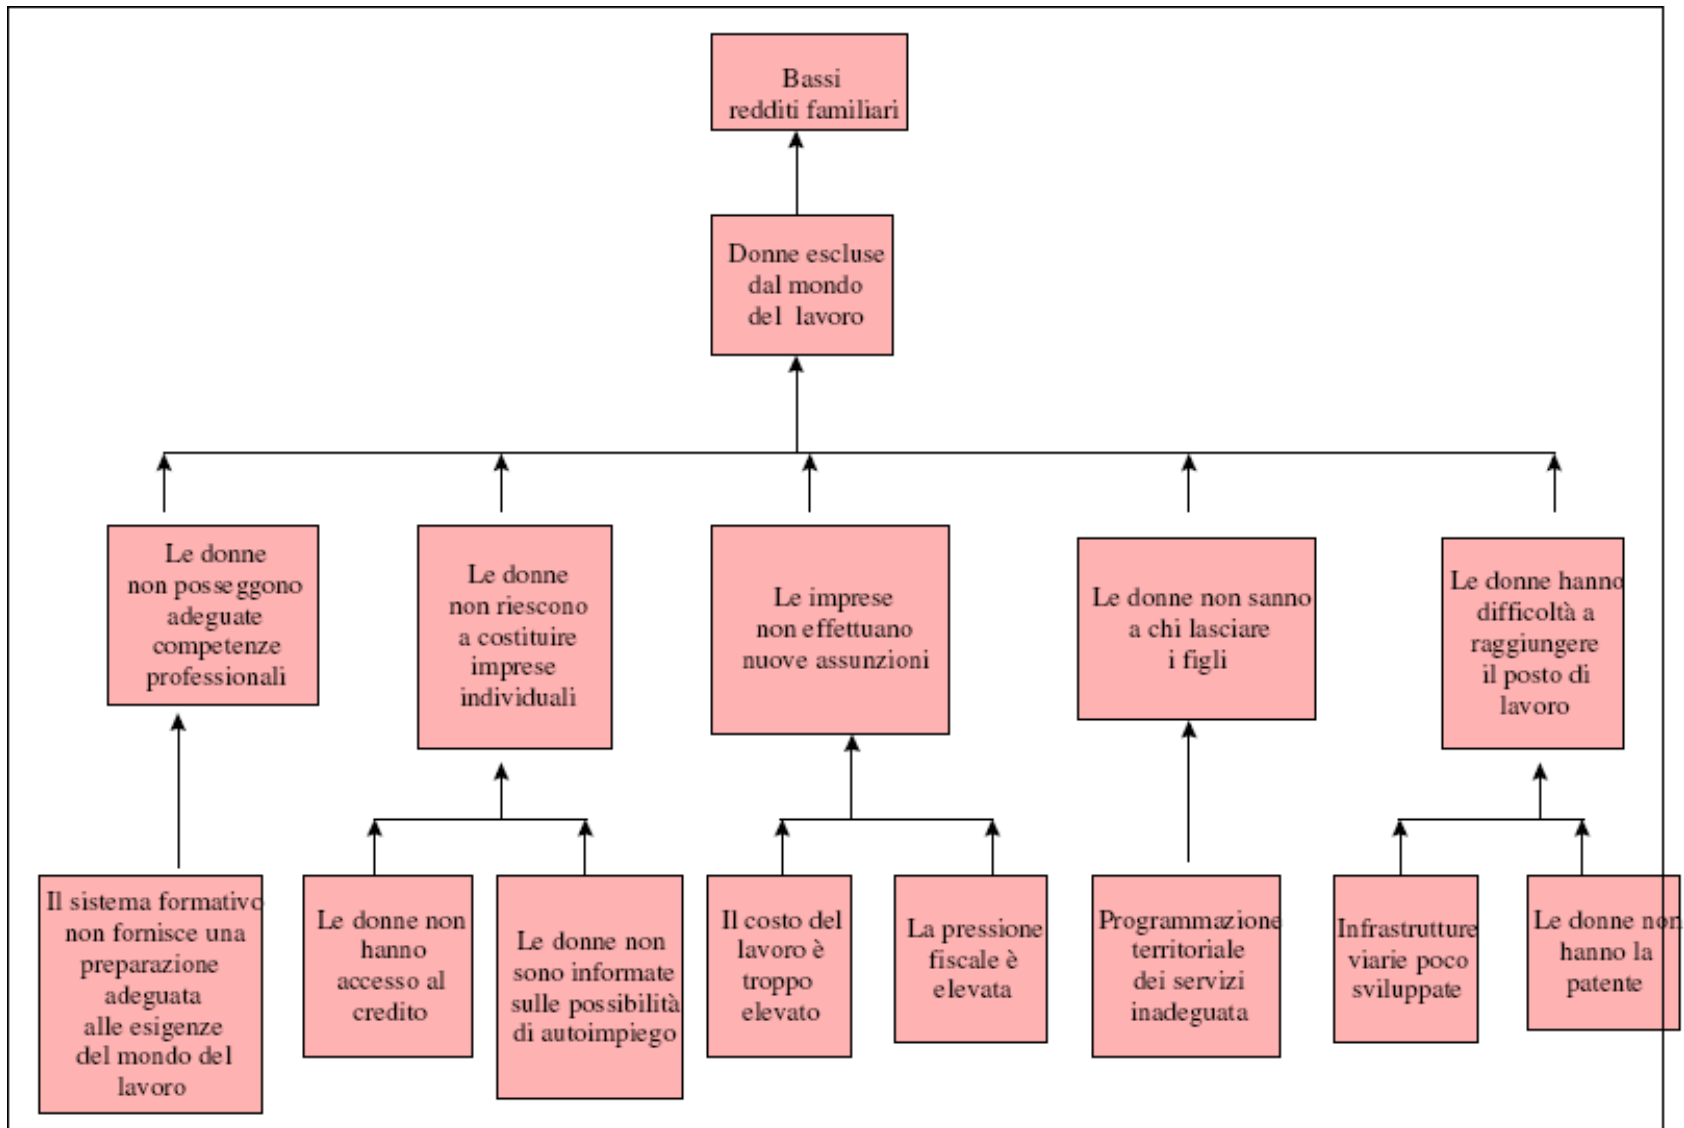 Bassi
redditi familiari
Donne escluse
dal mondo
del lavoro
Le donne
non posseggono
adeguate
competenze
professionali
Le donne
non riescono
a costituire
imprese
individuali
Le imprese
non effettuano
nuove assunzioni
Le donne non sanno
a chi lasciare
i figli
Le donne hanno
difficoltà a
raggiungere
il posto di
lavoro
Il sistema formativo
non fornisce una
preparazione
adeguata
alle esigenze
del mondo del
lavoro
Le donne non
hanno
accesso al
credito
Le donne non
sono informate
sulle possibilità
di autoimpiego
Il costo del
lavoro è
troppo
elevato
La pressione
fiscale è
elevata
Programmazione
territoriale
dei servizi
inadeguata
Infrastrutture
viarie poco
sviluppate
Le donne non
hanno la
patente